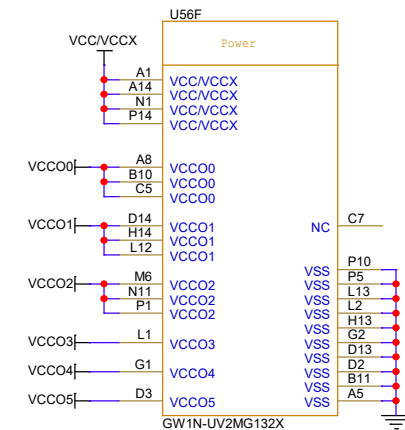 U56F
Power
VCC/VCCX
A1 VCC/VCCX
A14 VCC/VCCX
N1 VCC/VCCX
P14 VCC/VCCX
VCCO0 A8 VCCO0
B10 VCCO0
C5 VCCO0
VCCO1 D14 VCCO1 NC C7
H14 VCCO1
L12 VCCO1
VSS P10
VCCO2 M6 VCCO2 VSS P5
N11 VCCO2 VSS L13
P1 VCCO2 VSS L2
VSS H13
VCCO3 L1 VCCO3 VSS G2
VSS D13
VCCO4 G1 VCCO4 VSS D2
VSS B11
VCCO5 D3 VCCO5 VSS A5
GW1N-UV2MG132X